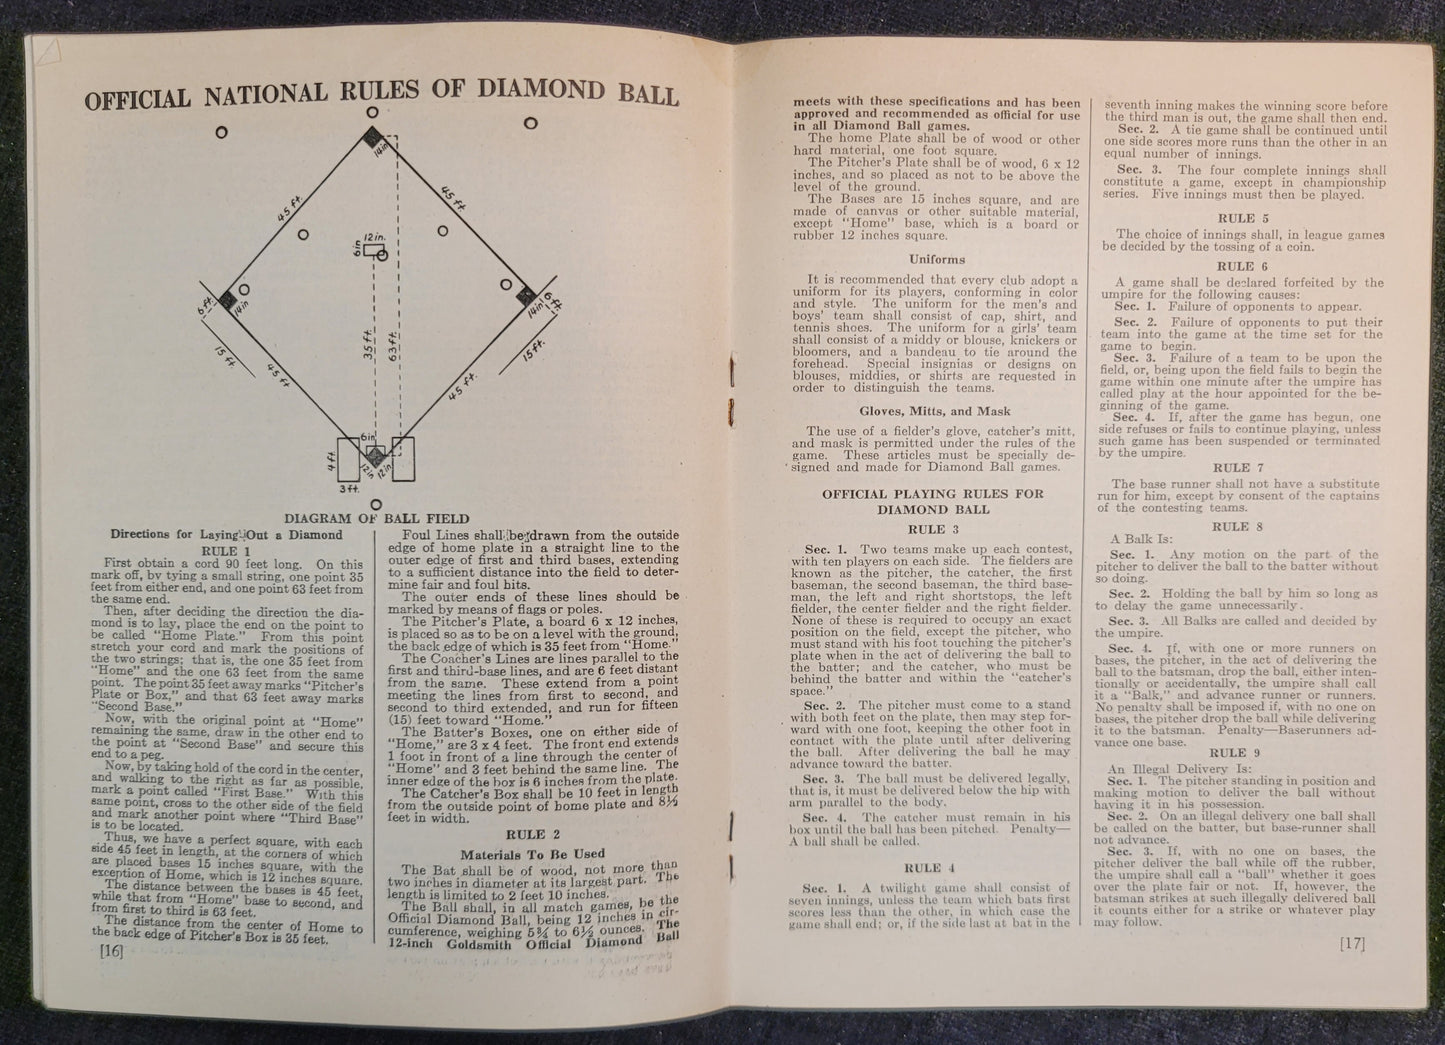 OFFICIAL NATIONAL RULES OF DIAMOND BALL
14in
45 ft.
45 ft.
12 in.
6in
6 ft.
14in
14in
6 ft.
35 ft.
63 ft.
15 ft.
15 ft.
45 ft
45 ft.
6in
4 ft.
12 in
12 in.
3 ft.
DIAGRAM OF BALL FIELD
Directions for Laying Out a Diamond
RULE 1
First obtain a cord 90 feet long. On this
mark off, by tying a small string, one point 35
feet from either end, and one point 63 feet from
the same end.
Then, after deciding the direction the dia-
mond is to lay, place the end on the point to
be called "Home Plate." From this point
stretch your cord and mark the positions of
the two strings; that is, the one 35 feet from
"Home" and the one 63 feet from the same
point. The point 35 feet away marks "Pitcher's
Plate or Box," and that 63 feet away marks
"Second Base."
Now, with the original point at "Home"
remaining the same, draw in the other end to
the point at "Second Base" and secure this
end to a peg.
Now, by taking hold of the cord in the center,
and walking to the right as far as possible,
mark a point called "First Base." With this
same point, cross to the other side of the field
and mark another point where "Third Base"
is to be located.
Thus, we have a perfect square, with each
side 45 feet in length, at the corners of which
are placed bases 15 inches square, with the
exception of Home, which is 12 inches square.
The distance between the bases is 45 feet,
while that from "Home" base to second, and
from first to third is 63 feet.
The distance from the center of Home to
the back edge of Pitcher's Box is 35 feet.
[16]
Foul Lines shall be drawn from the outside
edge of home plate in a straight line to the
outer edge of first and third bases, extending
to a sufficient distance into the field to deter-
mine fair and foul hits.
The outer ends of these lines should be
marked by means of flags or poles.
The Pitcher's Plate, a board 6 x 12 inches,
is placed so as to be on a level with the ground,
the back edge of which is 35 feet from "Home."
The Coacher's Lines are lines parallel to the
first and third-base lines, and are 6 feet distant
from the same. These extend from a point
meeting the lines from first to second, and
second to third extended, and run for fifteen
(15) feet toward "Home."
The Batter's Boxes, one on either side of
"Home," are 3 x 4 feet. The front end extends
1 foot in front of a line through the center of
"Home" and 3 feet behind the same line. The
inner edge of the box is 6 inches from the plate.
The Catcher's Box shall be 10 feet in length
from the outside point of home plate and 8½
feet in width.
RULE 2
Materials To Be Used
The Bat shall be of wood, not more than
two inches in diameter at its largest part. The
length is limited to 2 feet 10 inches.
The Ball shall, in all match games, be the
Official Diamond Ball, being 12 inches in cir-
cumference, weighing 5¾ to 6½ ounces. The
12-inch Goldsmith Official Diamond Ball
meets with these specifications and has been
approved and recommended as official for use
in all Diamond Ball games.
The home Plate shall be of wood or other
hard material, one foot square.
The Pitcher's Plate shall be of wood, 6 x 12
inches, and so placed as not to be above the
level of the ground.
The Bases are 15 inches square, and are
made of canvas or other suitable material,
except "Home" base, which is a board or
rubber 12 inches square.
Uniforms
It is recommended that every club adopt a
uniform for its players, conforming in color
and style. The uniform for the men's and
boys' team shall consist of cap, shirt, and
tennis shoes. The uniform for a girls' team
shall consist of a middy or blouse, knickers or
bloomers, and a bandeau to tie around the
forehead. Special insignias or designs on
blouses, middies, or shirts are requested in
order to distinguish the teams.
Gloves, Mitts, and Mask
The use of a fielder's glove, catcher's mitt,
and mask is permitted under the rules of the
game. These articles must be specially de-
signed and made for Diamond Ball games.
OFFICIAL PLAYING RULES FOR
DIAMOND BALL
RULE 3
Sec. 1. Two teams make up each contest,
with ten players on each side. The fielders are
known as the pitcher, the catcher, the first
baseman, the second baseman, the third base-
man, the left and right shortstops, the left
fielder, the center fielder and the right fielder.
None of these is required to occupy an exact
position on the field, except the pitcher, who
must stand with his foot touching the pitcher's
plate when in the act of delivering the ball to
the batter; and the catcher, who must be
behind the batter and within the "catcher's
space."
Sec. 2. The pitcher must come to a stand
with both feet on the plate, then may step for-
ward with one foot, keeping the other foot in
contact with the plate until after delivering
the ball. After delivering the ball he may
advance toward the batter.
Sec. 3. The ball must be delivered legally,
that is, it must be delivered below the hip with
arm parallel to the body.
Sec. 4. The catcher must remain in his
box until the ball has been pitched. Penalty—
A ball shall be called.
RULE 4
Sec. 1. A twilight game shall consist of
seven innings, unless the team which bats first
scores less than the other, in which case the
game shall end; or, if the side last at bat in the
seventh inning makes the winning score before
the third man is out, the game shall then end.
Sec. 2. A tie game shall be continued until
one side scores more runs than the other in an
equal number of innings.
Sec. 3. The four complete innings shall
constitute a game, except in championship
series. Five innings must then be played.
RULE 5
The choice of innings shall, in league games
be decided by the tossing of a coin.
RULE 6
A game shall be declared forfeited by the
umpire for the following causes:
Sec. 1. Failure of opponents to appear.
Sec. 2. Failure of opponents to put their
team into the game at the time set for the
game to begin.
Sec. 3. Failure of a team to be upon the
field, or, being upon the field fails to begin the
game within one minute after the umpire has
called play at the hour appointed for the be-
ginning of the game.
Sec. 4. If, after the game has begun, one
side refuses or fails to continue playing, unless
such game has been suspended or terminated
by the umpire.
RULE 7
The base runner shall not have a substitute
run for him, except by consent of the captains
of the contesting teams.
RULE 8
A Balk Is:
Sec. 1. Any motion on the part of the
pitcher to deliver the ball to the batter without
so doing.
Sec. 2. Holding the ball by him so long as
to delay the game unnecessarily.
Sec. 3. All Balks are called and decided by
the umpire.
Sec. 4. If, with one or more runners on
bases, the pitcher, in the act of delivering the
ball to the batsman, drop the ball, either inten-
tionally or accidentally, the umpire shall call
it a "Balk," and advance runner or runners.
No penalty shall be imposed if, with no one on
bases, the pitcher drop the ball while delivering
it to the batsman. Penalty—Baserunners ad-
vance one base.
RULE 9
An Illegal Delivery Is:
Sec. 1. The pitcher standing in position and
making motion to deliver the ball without
having it in his possession.
Sec. 2. On an illegal delivery one ball shall
be called on the batter, but base-runner shall
not advance.
Sec. 3. If, with no one on bases, the
pitcher deliver the ball while off the rubber,
the umpire shall call a "ball" whether it goes
over the plate fair or not. If, however, the
batsman strikes at such illegally delivered ball
it counts either for a strike or whatever play
may follow.
[17]